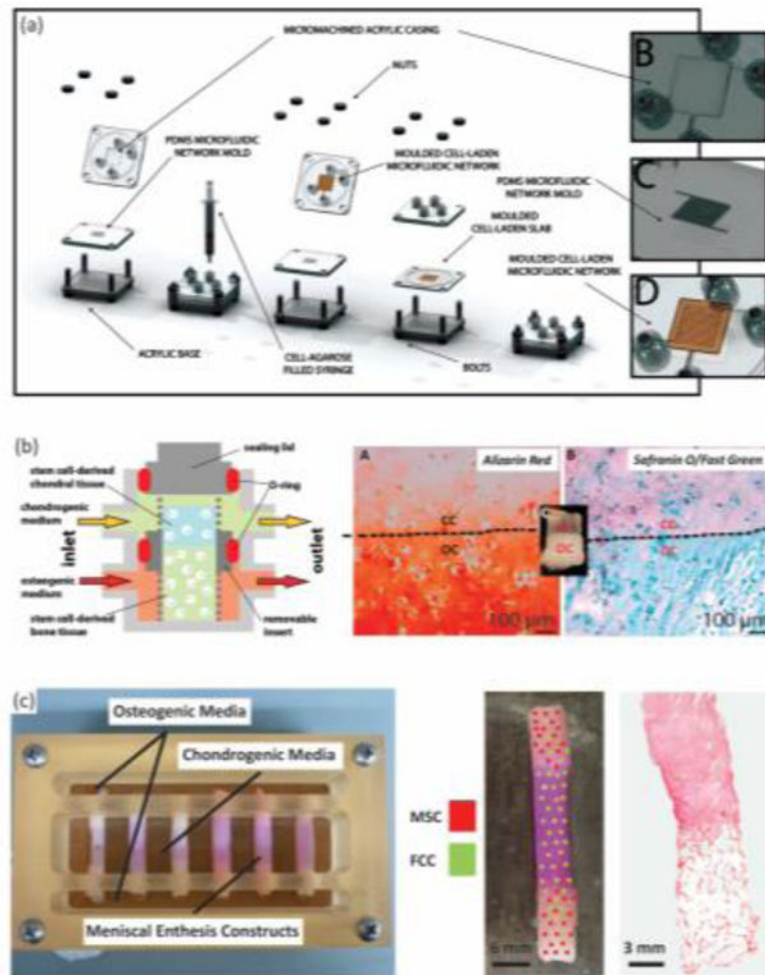 (a)
MICROMACHINED ACRYLIC CASING
NUTS
PDMS MICROFLUIDIC
NETWORK MOLD
MOULDED CELL-LADEN
MICROFLUIDIC NETWORK
PDMS MICROFLUIDIC
NETWORK MOLD
MOULDED
CELL-LADEN SLAB
MOULDED CELL-LADEN
MICROFLUIDIC NETWORK
ACRYLIC BASE
CELL-AGAROSE
FILLED SYRINGE
BOLTS
B
C
D
(b)
sealing lid
stem cell-derived
chondral tissue
O-ring
chondrogenic
medium
inlet
outlet
osteogenic
medium
stem cell-derived
bone tissue
removable
insert
A
Alizarin Red
CC
OC
100 µm
OC
B
Safranin O/Fast Green
CC
OC
100 µm
(c)
Osteogenic Media
Chondrogenic Media
Meniscal Enthesis Constructs
MSC
FCC
6 mm
3 mm